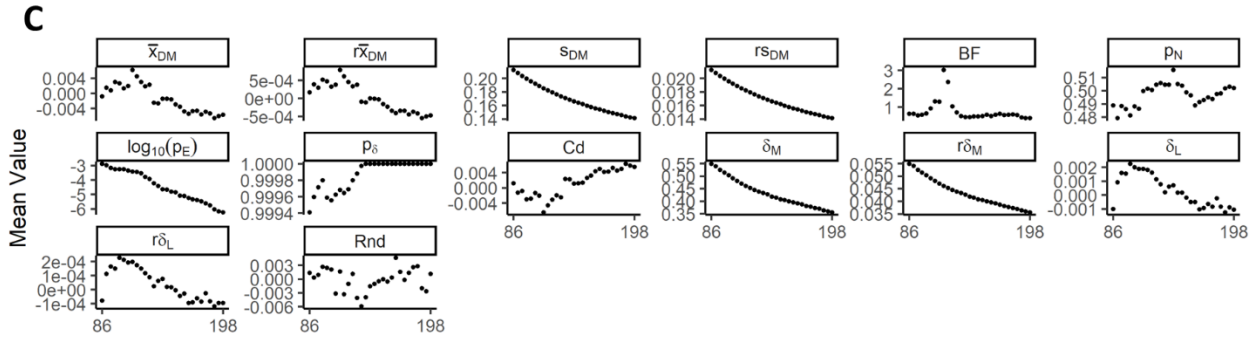 C
x̄DM rx̄DM sDM rsDM BF pN
0.004 0.000 -0.004 5e-04 0e+00 -5e-04 0.20 0.18 0.16 0.14 0.020 0.018 0.016 0.014 3 2 1 0.51 0.50 0.49 0.48
log10(pE) pδ Cd δM rδM δL
-3 -4 -5 -6 1.0000 0.9998 0.9996 0.9994 0.004 0.000 -0.004 0.55 0.50 0.45 0.40 0.35 0.055 0.050 0.045 0.040 0.035 0.002 0.001 0.000 -0.001
86 198 86 198 86 198 86 198
rδL Rnd
2e-04 1e-04 0e+00 -1e-04 0.003 0.000 -0.003 -0.006
86 198 86 198
Mean Value